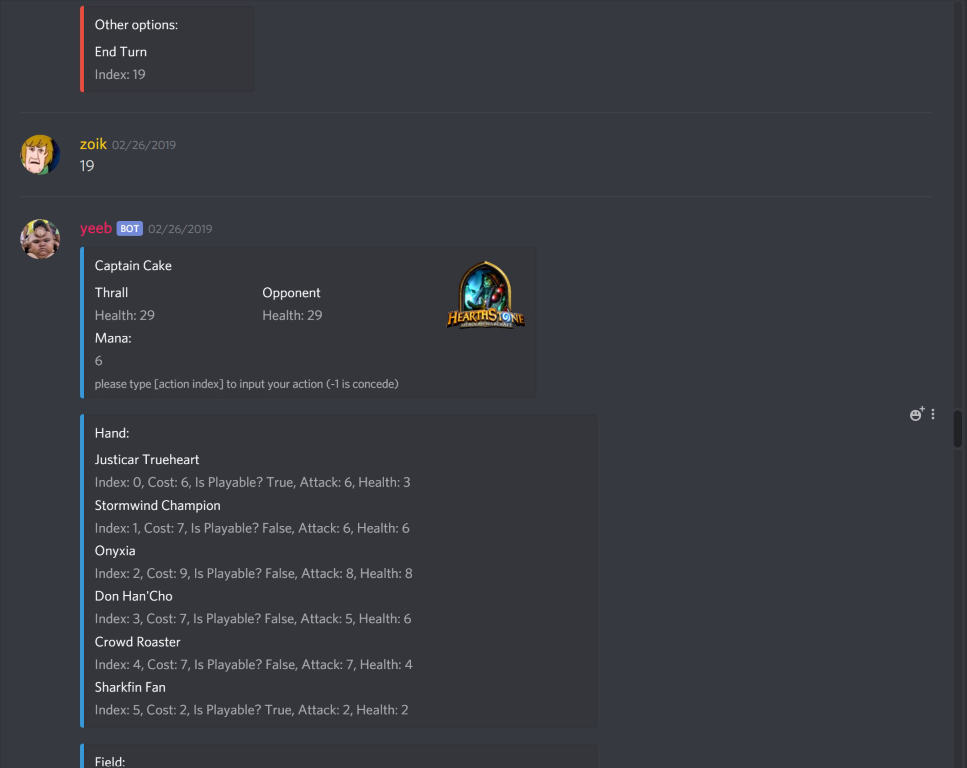 Other options:
End Turn
Index: 19
zoik 02/26/2019
19
yeeb BOT 02/26/2019
Captain Cake
Thrall Opponent
Health: 29 Health: 29
HEARTHSTONE
Mana:
6
please type [action index] to input your action (-1 is concede)
Hand:
Justicar Trueheart
Index: 0, Cost: 6, Is Playable? True, Attack: 6, Health: 3
Stormwind Champion
Index: 1, Cost: 7, Is Playable? False, Attack: 6, Health: 6
Onyxia
Index: 2, Cost: 9, Is Playable? False, Attack: 8, Health: 8
Don Han'Cho
Index: 3, Cost: 7, Is Playable? False, Attack: 5, Health: 6
Crowd Roaster
Index: 4, Cost: 7, Is Playable? False, Attack: 7, Health: 4
Sharkfin Fan
Index: 5, Cost: 2, Is Playable? True, Attack: 2, Health: 2
Field: